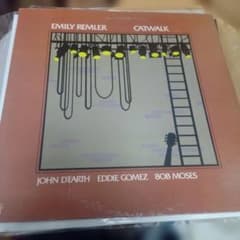 EMILY REMLER CATWALK
JOHN D'EARTH EDDIE GOMEZ BOB MOSES